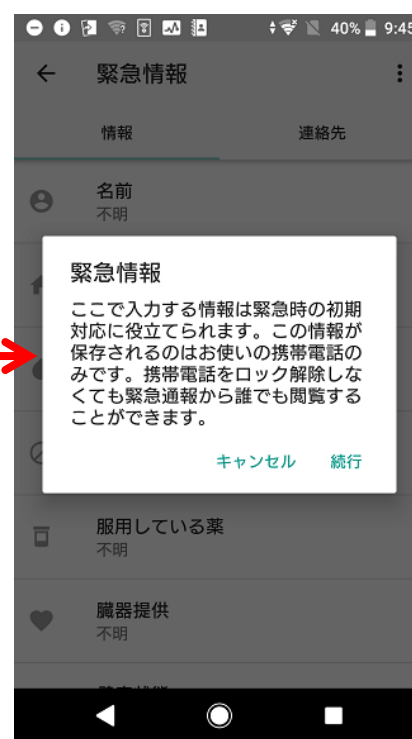 40% 9:45
緊急情報
情報 連絡先
名前
不明
緊急情報
ここで入力する情報は緊急時の初期
対応に役立てられます。この情報が
保存されるのはお使いの携帯電話の
みです。携帯電話をロック解除しな
くても緊急通報から誰でも閲覧する
ことができます。
キャンセル 続行
服用している薬
不明
臓器提供
不明